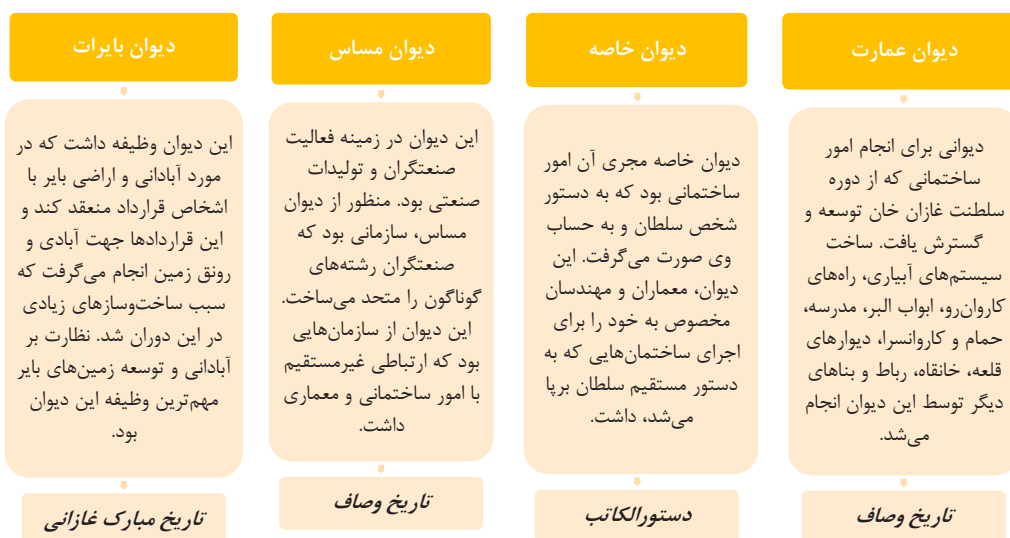 دیوان عمارت
دیوانی برای انجام امور
ساختمانی که از دوره
سلطنت غازان خان توسعه و
گسترش یافت. ساخت
سیستم‌های آبیاری، راه‌های
کاروان‌رو، ابواب البر، مدرسه،
حمام و کاروانسرا، دیوارهای
قلعه، خانقاه، رباط و بناهای
دیگر توسط این دیوان انجام
می‌شد.
تاریخ وصاف
دیوان خاصه
دیوان خاصه مجری آن امور
ساختمانی بود که به دستور
شخص سلطان و به حساب
وی صورت می‌گرفت. این
دیوان، معماران و مهندسان
مخصوص به خود را برای
اجرای ساختمان‌هایی که به
دستور مستقیم سلطان برپا
می‌شد، داشت.
دستورالکاتب
دیوان مساس
این دیوان در زمینه فعالیت
صنعتگران و تولیدات
صنعتی بود. منظور از دیوان
مساس، سازمانی بود که
صنعتگران رشته‌های
گوناگون را متحد می‌ساخت.
این دیوان از سازمان‌هایی
بود که ارتباطی غیرمستقیم
با امور ساختمانی و معماری
داشت.
تاریخ وصاف
دیوان بایرات
این دیوان وظیفه داشت که در
مورد آبادانی و اراضی بایر با
اشخاص قرارداد منعقد کند و
این قراردادها جهت آبادی و
رونق زمین انجام می‌گرفت که
سبب ساخت‌وسازهای زیادی
در این دوران شد. نظارت بر
آبادانی و توسعه زمین‌های بایر
مهم‌ترین وظیفه این دیوان
بود.
تاریخ مبارک غازانی